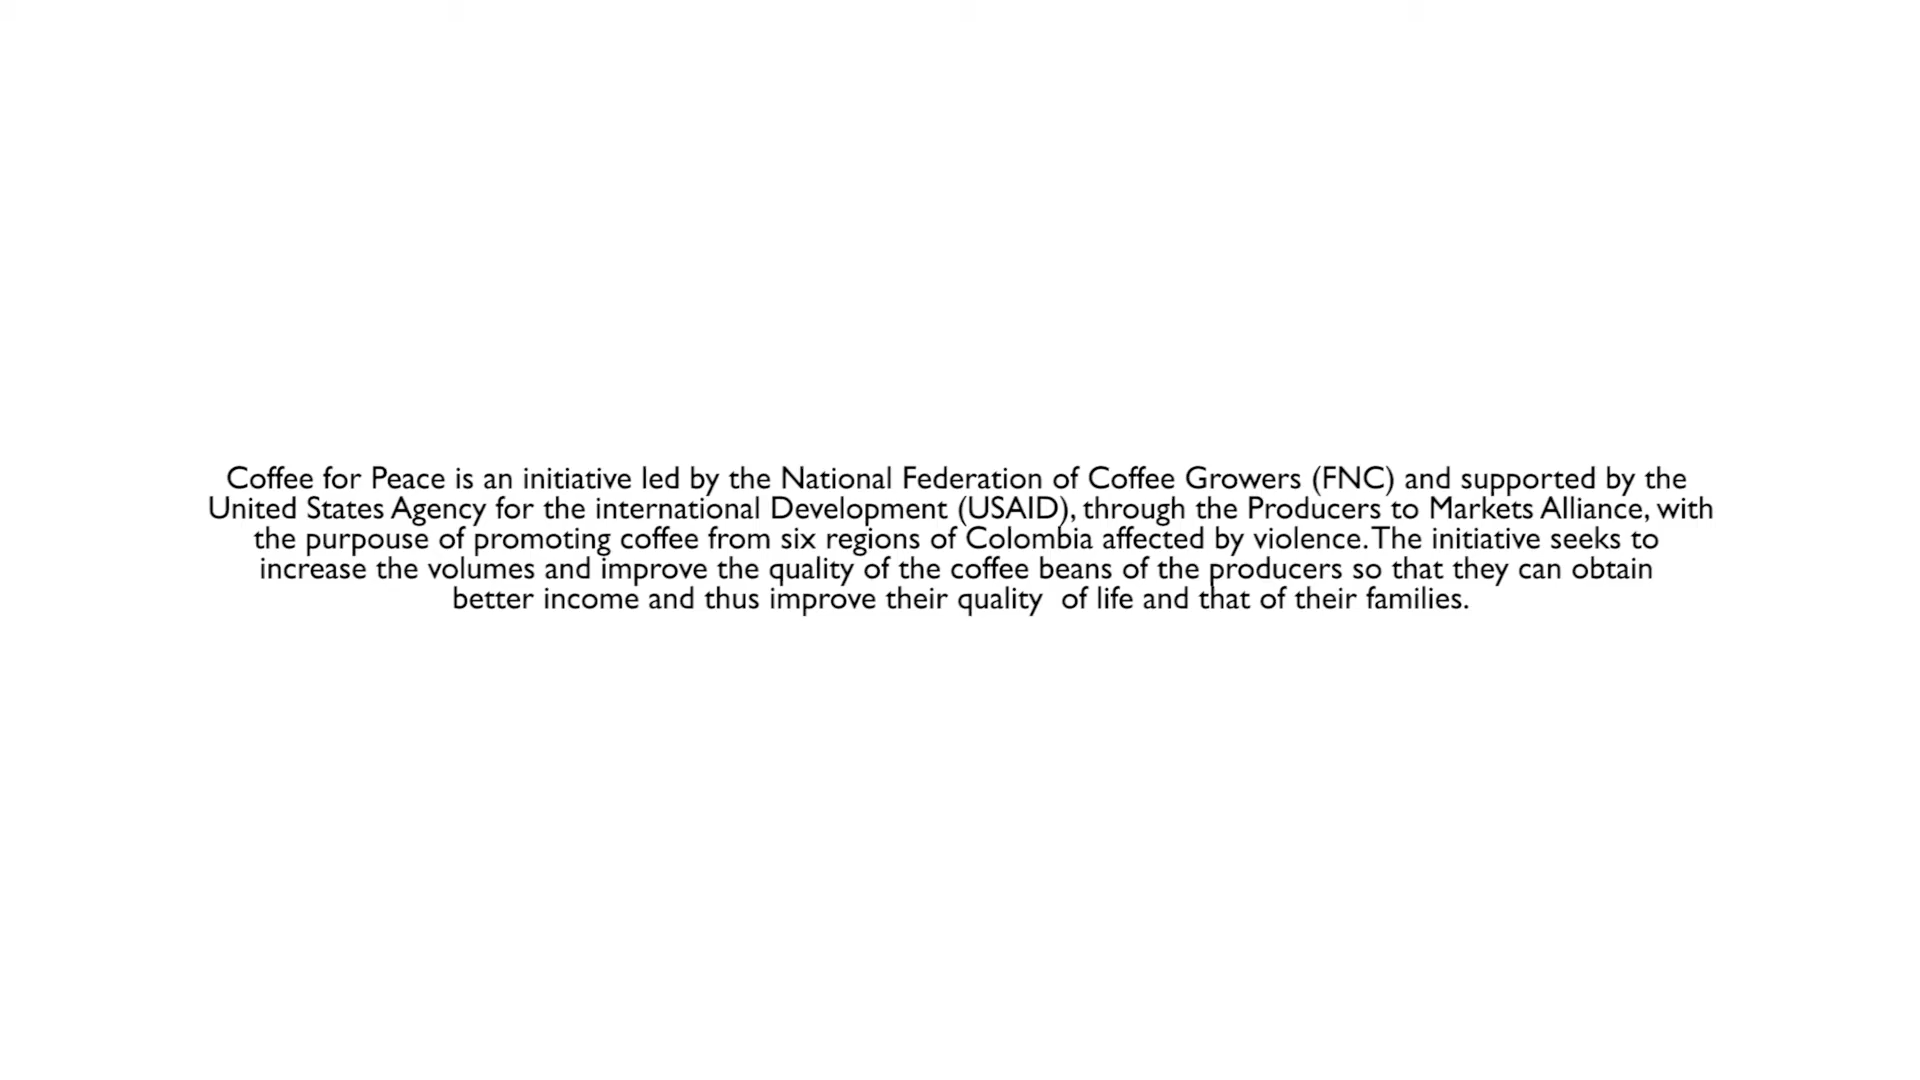 Coffee for Peace is an initiative led by the National Federation of Coffee Growers (FNC) and supported by the
United States Agency for the international Development (USAID), through the Producers to Markets Alliance, with
the purpouse of promoting coffee from six regions of Colombia affected by violence. The initiative seeks to
increase the volumes and improve the quality of the coffee beans of the producers so that they can obtain
better income and thus improve their quality  of life and that of their families.